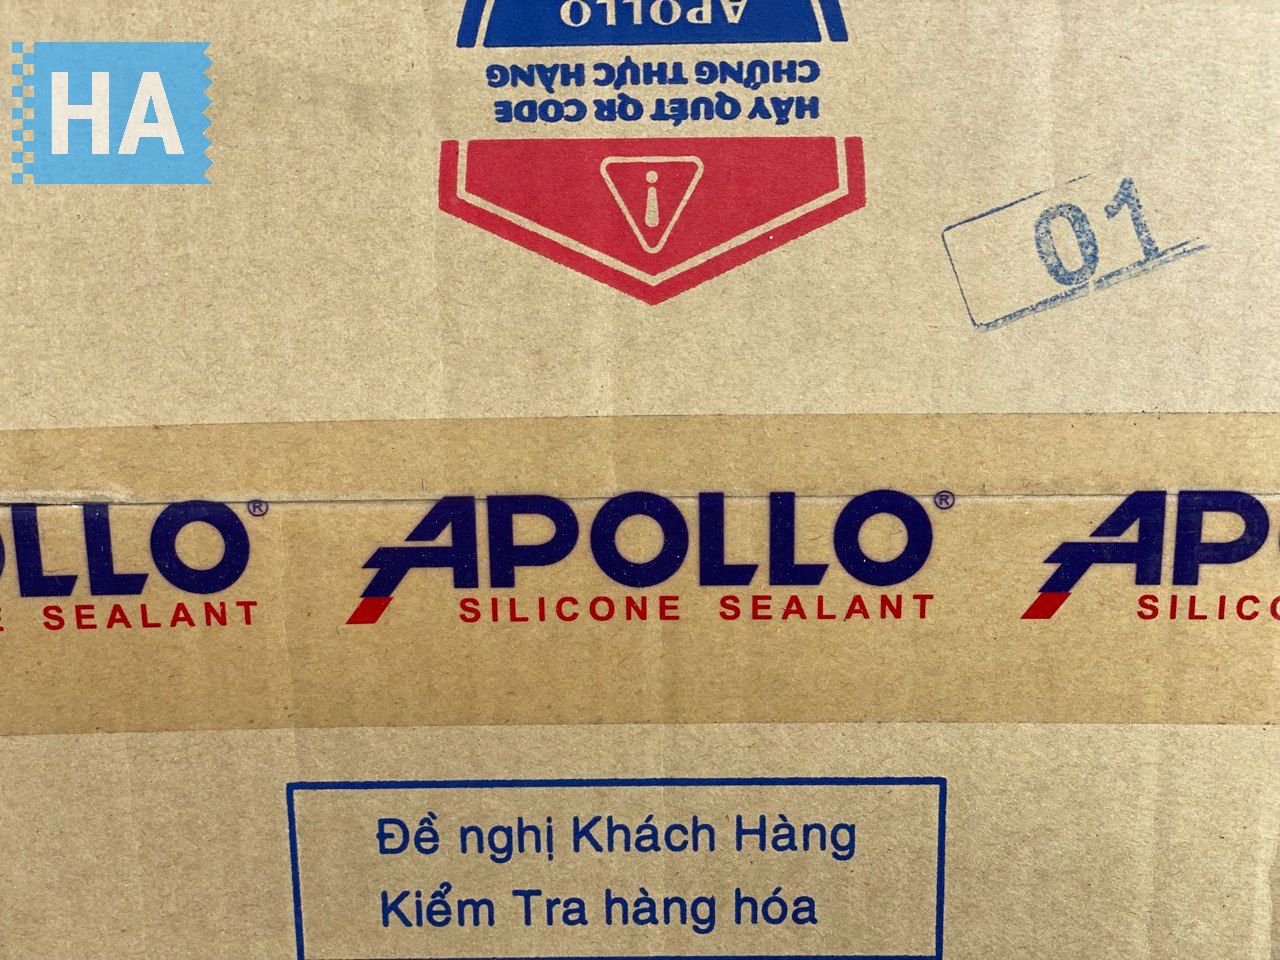 HA
APOLLO
CHỨNG THỰC HÀNG
HÃY QUÉT QR CODE
01
OLLO®
SEALANT
APOLLO®
SILICONE SEALANT
AP
SILICO
Đề nghị Khách Hàng
Kiểm Tra hàng hóa